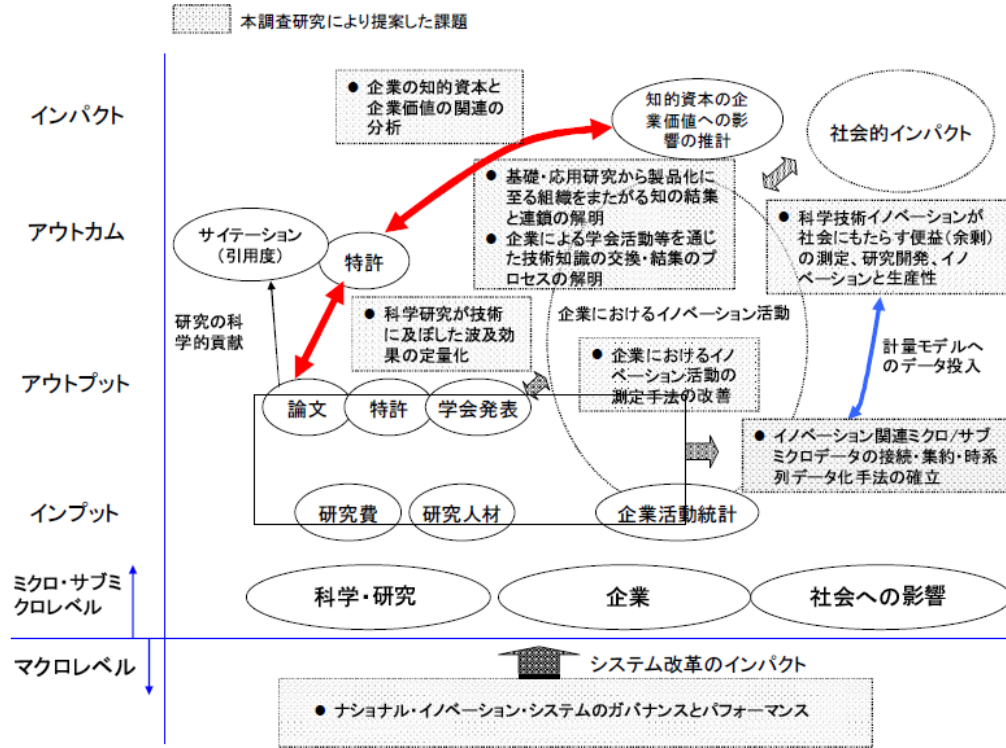 本調査研究により提案した課題
インパクト
● 企業の知的資本と
企業価値の関連の
分析
知的資本の企
業価値への影
響の推計
社会的インパクト
● 基礎・応用研究から製品化に
至る組織をまたがる知の結集
と連鎖の解明
● 企業による学会活動等を通じ
た技術知識の交換・結集のプ
ロセスの解明
● 科学技術イノベーションが
社会にもたらす便益(余剰)
の測定、研究開発、イノ
ベーションと生産性
アウトカム
サイテーション
(引用度)
特許
研究の科
学的貢献
● 科学研究が技術
に及ぼした波及効
果の定量化
企業におけるイノベーション活動
● 企業におけるイノ
ベーション活動の
測定手法の改善
計量モデルへ
のデータ投入
アウトプット
論文
特許
学会発表
● イノベーション関連ミクロ/サブ
ミクロデータの接続・集約・時系
列データ化手法の確立
インプット
研究費
研究人材
企業活動統計
ミクロ・サブミ
クロレベル
科学・研究
企業
社会への影響
マクロレベル
システム改革のインパクト
● ナショナル・イノベーション・システムのガバナンスとパフォーマンス